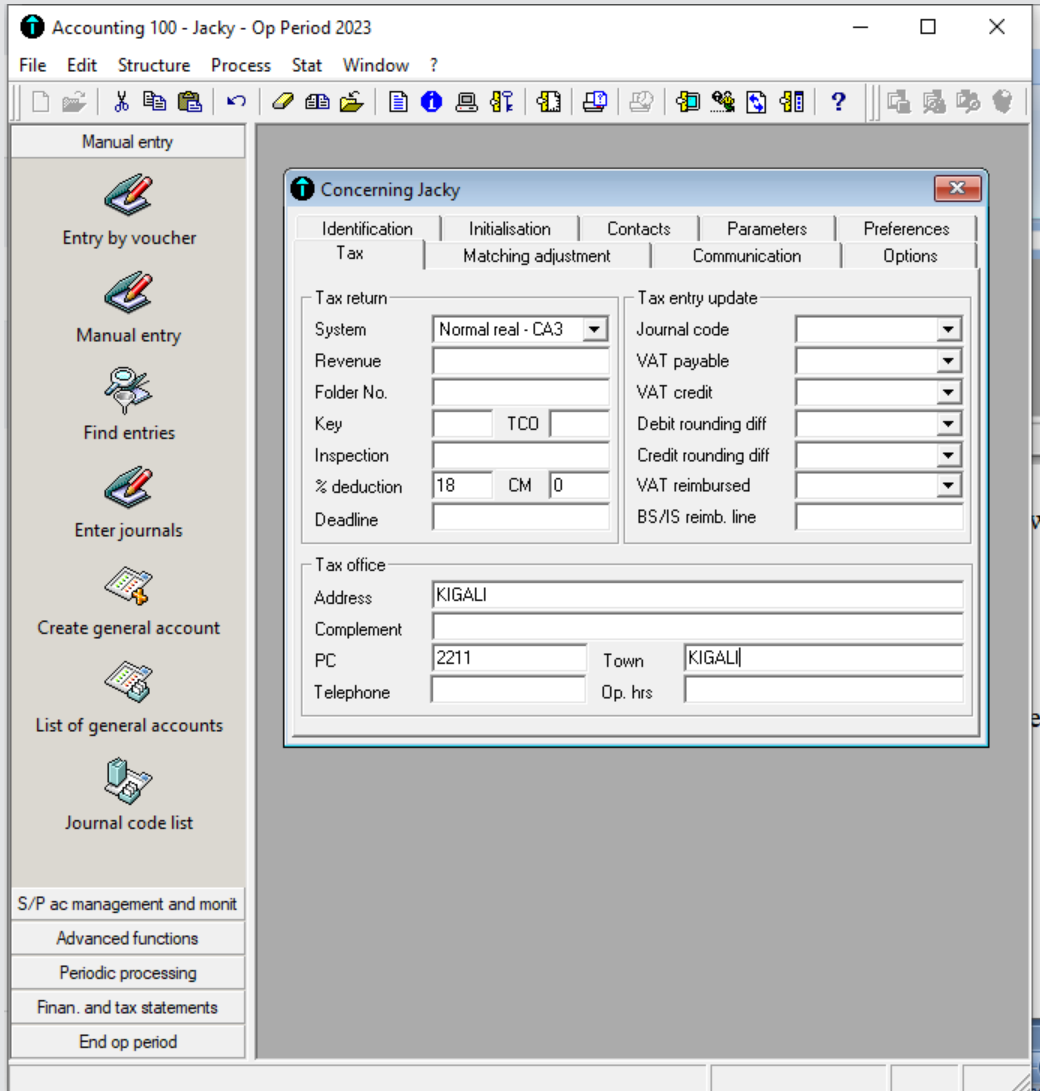 Accounting 100 - Jacky - Op Period 2023
File Edit Structure Process Stat Window ?
Manual entry
Entry by voucher
Manual entry
Find entries
Enter journals
Create general account
List of general accounts
Journal code list
S/P ac management and monit
Advanced functions
Periodic processing
Finan. and tax statements
End op period
Concerning Jacky
Identification Initialisation Contacts Parameters Preferences
Tax Matching adjustment Communication Options
Tax return
System Normal real - CA3
Revenue
Folder No.
Key TCO
Inspection
% deduction 18 CM 0
Deadline
Tax entry update
Journal code
VAT payable
VAT credit
Debit rounding diff
Credit rounding diff
VAT reimbursed
BS/IS reimb. line
Tax office
Address KIGALI
Complement
PC 2211 Town KIGALI
Telephone Op. hrs